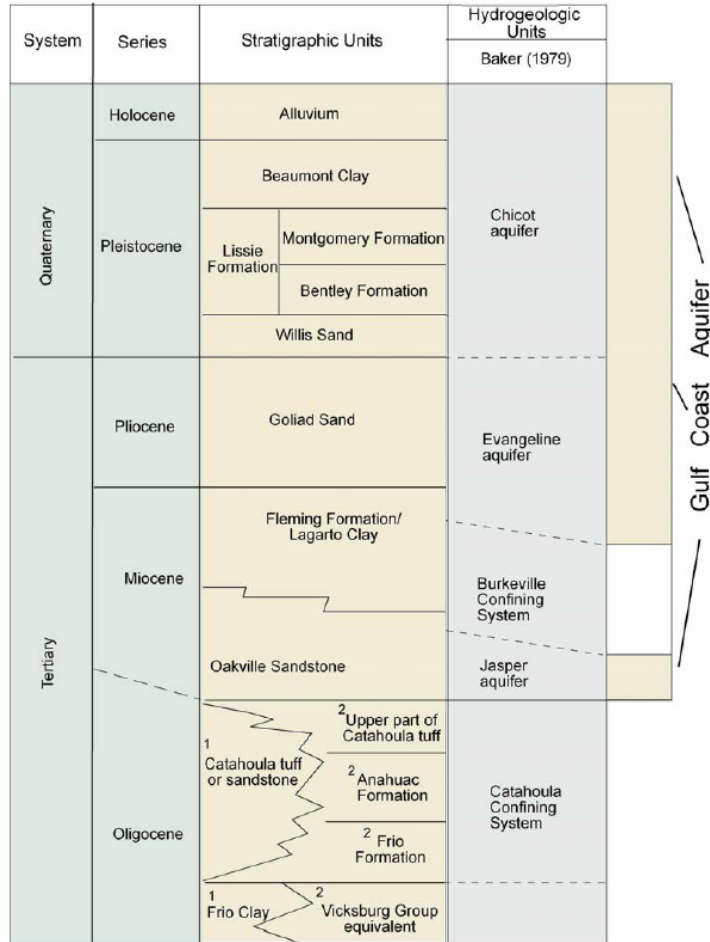 System
Series
Stratigraphic Units
Hydrogeologic
Units
Baker (1979)
Quaternary
Holocene
Alluvium
Pleistocene
Beaumont Clay
Lissie
Formation
Montgomery Formation
Bentley Formation
Willis Sand
Chicot
aquifer
Tertiary
Pliocene
Goliad Sand
Evangeline
aquifer
Miocene
Fleming Formation/
Lagarto Clay
Burkeville
Confining
System
Oakville Sandstone
Jasper
aquifer
Oligocene
1
Catahoula tuff
or sandstone
2 Upper part of
Catahoula tuff
2 Anahuac
Formation
2 Frio
Formation
Catahoula
Confining
System
1
Frio Clay
2
Vicksburg Group
equivalent
Gulf Coast Aquifer